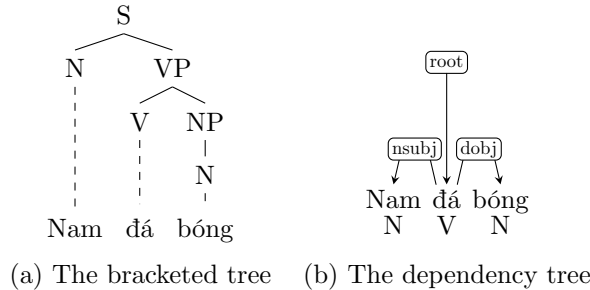 S
N VP
V NP
N
Nam đá bóng
(a) The bracketed tree
root
nsubj dobj
Nam đá bóng
N V N
(b) The dependency tree